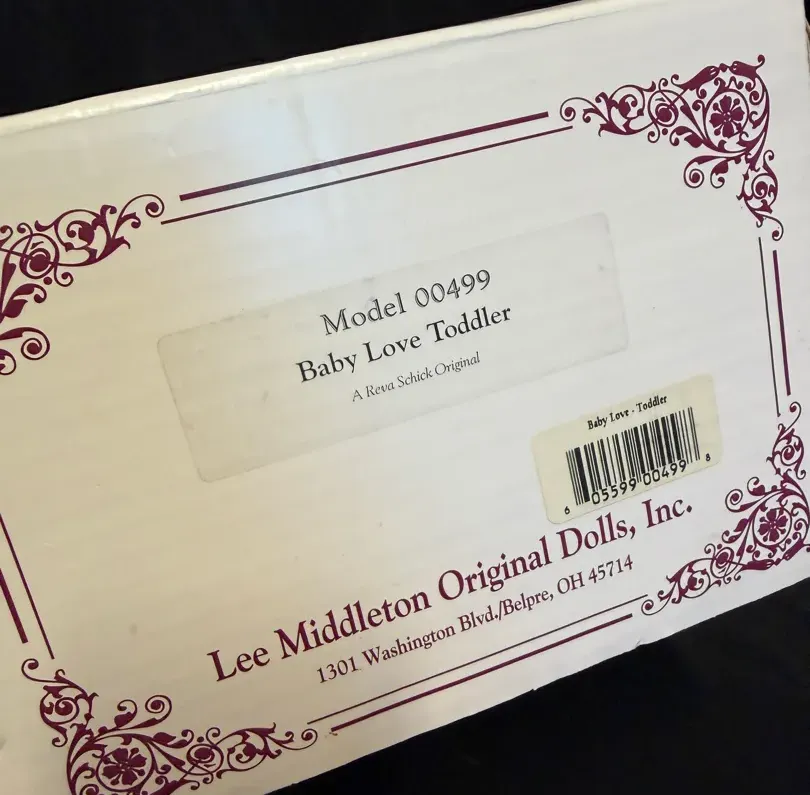 Model 00499
Baby Love Toddler
A Reva Schick Original
Baby Love - Toddler
6 05599 00499 8
Lee Middleton Original Dolls, Inc.
1301 Washington Blvd./Belpre, OH 45714